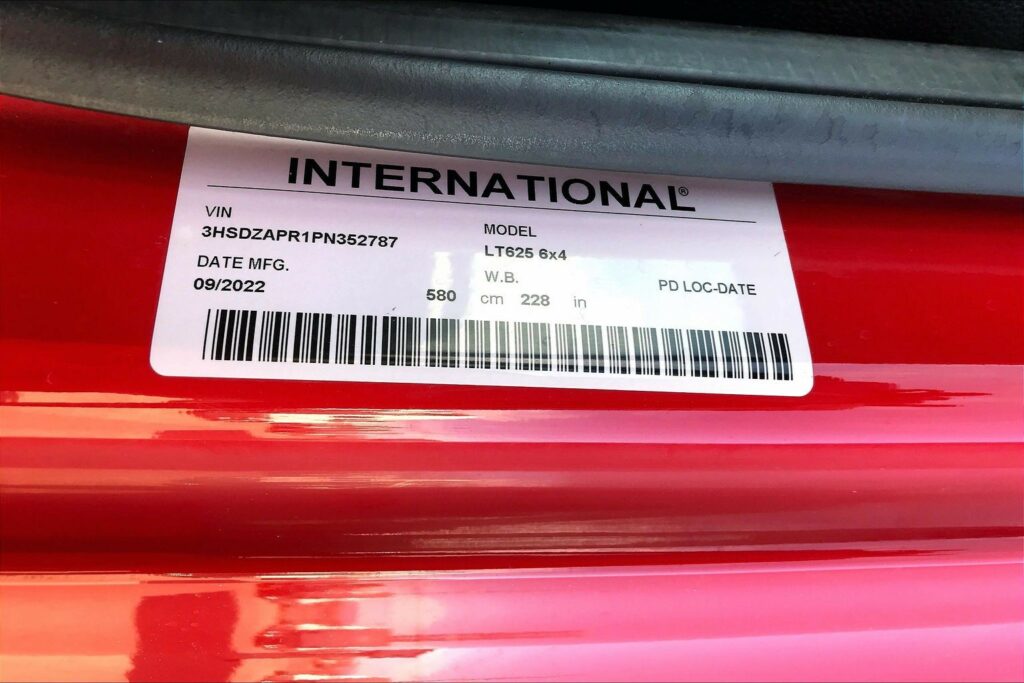 INTERNATIONAL®
VIN
3HSDZAPR1PN352787
MODEL
LT625 6x4
DATE MFG.
09/2022
W.B.
580 cm 228 in
PD LOC-DATE